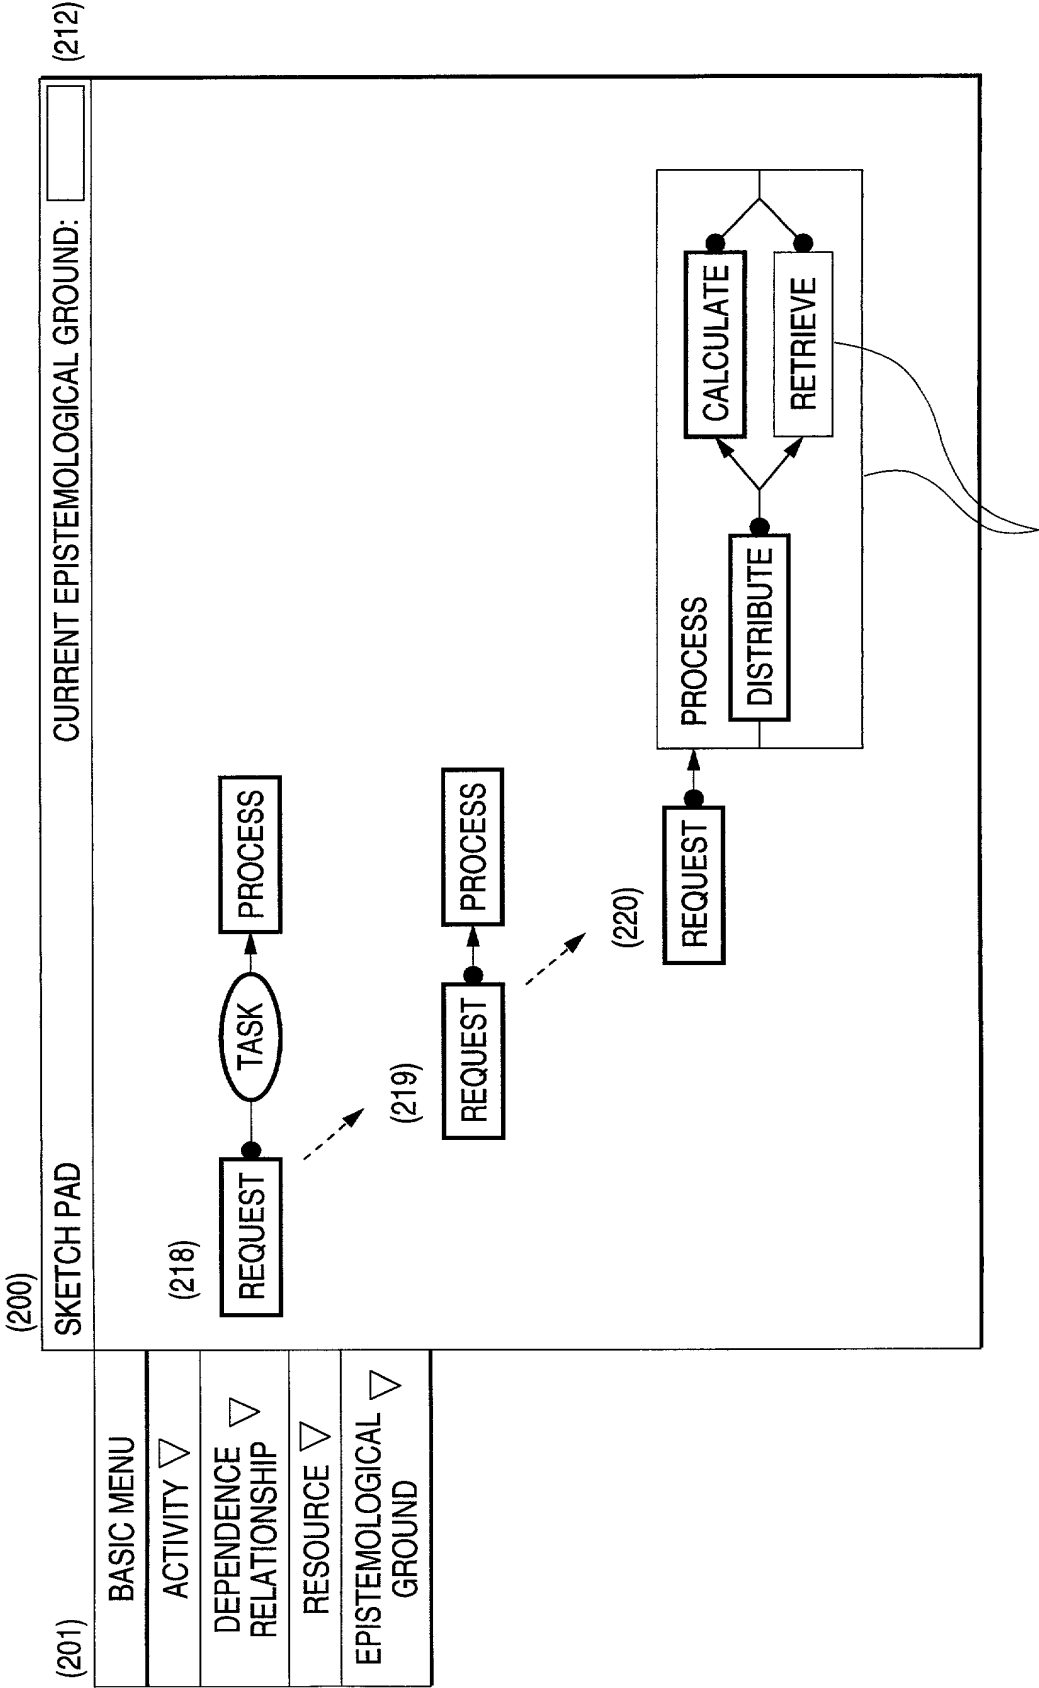 (200)
(212)
SKETCH PAD
CURRENT EPISTEMOLOGICAL GROUND:
(201)
BASIC MENU
ACTIVITY
DEPENDENCE
RELATIONSHIP
RESOURCE
EPISTEMOLOGICAL
GROUND
(218)
REQUEST
TASK
PROCESS
(219)
REQUEST
PROCESS
(220)
REQUEST
PROCESS
DISTRIBUTE
CALCULATE
RETRIEVE